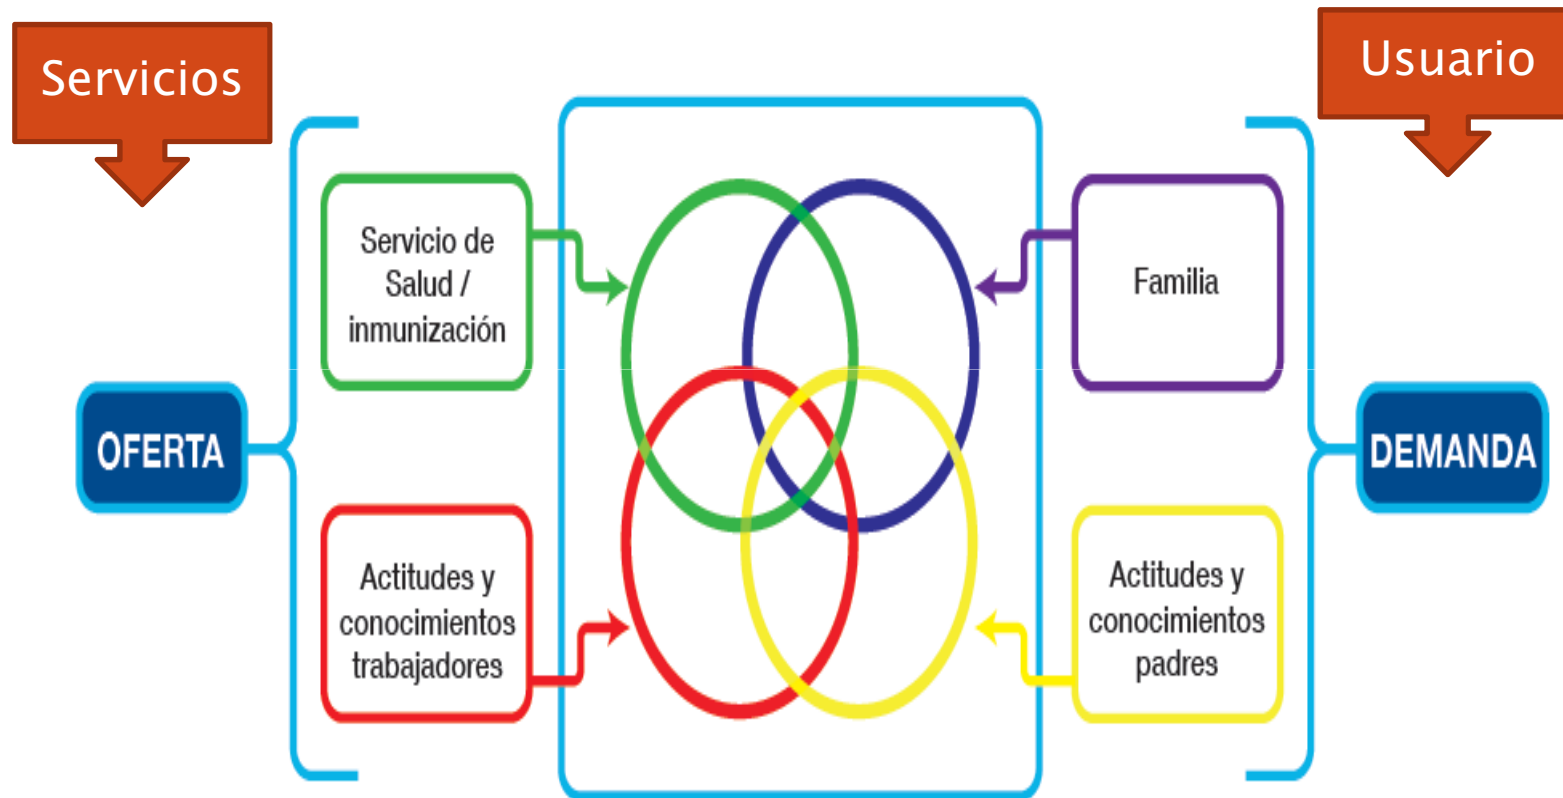 Servicios
Usuario
Servicio de
Salud /
inmunización
Familia
OFERTA
DEMANDA
Actitudes y
conocimientos
trabajadores
Actitudes y
conocimientos
padres